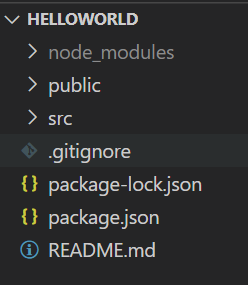 HELLOWORLD
node_modules
public
src
.gitignore
package-lock.json
package.json
README.md